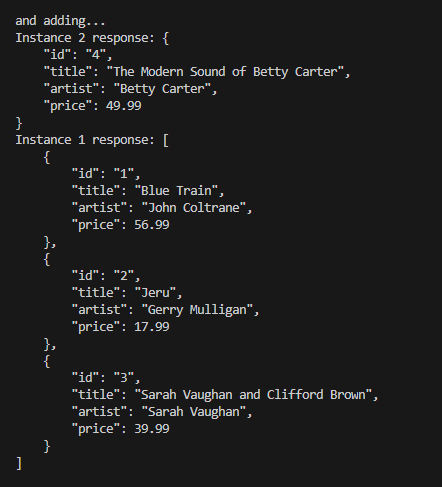 and adding...
Instance 2 response: {
    "id": "4",
    "title": "The Modern Sound of Betty Carter",
    "artist": "Betty Carter",
    "price": 49.99
}
Instance 1 response: [
    {
        "id": "1",
        "title": "Blue Train",
        "artist": "John Coltrane",
        "price": 56.99
    },
    {
        "id": "2",
        "title": "Jeru",
        "artist": "Gerry Mulligan",
        "price": 17.99
    },
    {
        "id": "3",
        "title": "Sarah Vaughan and Clifford Brown",
        "artist": "Sarah Vaughan",
        "price": 39.99
    }
]